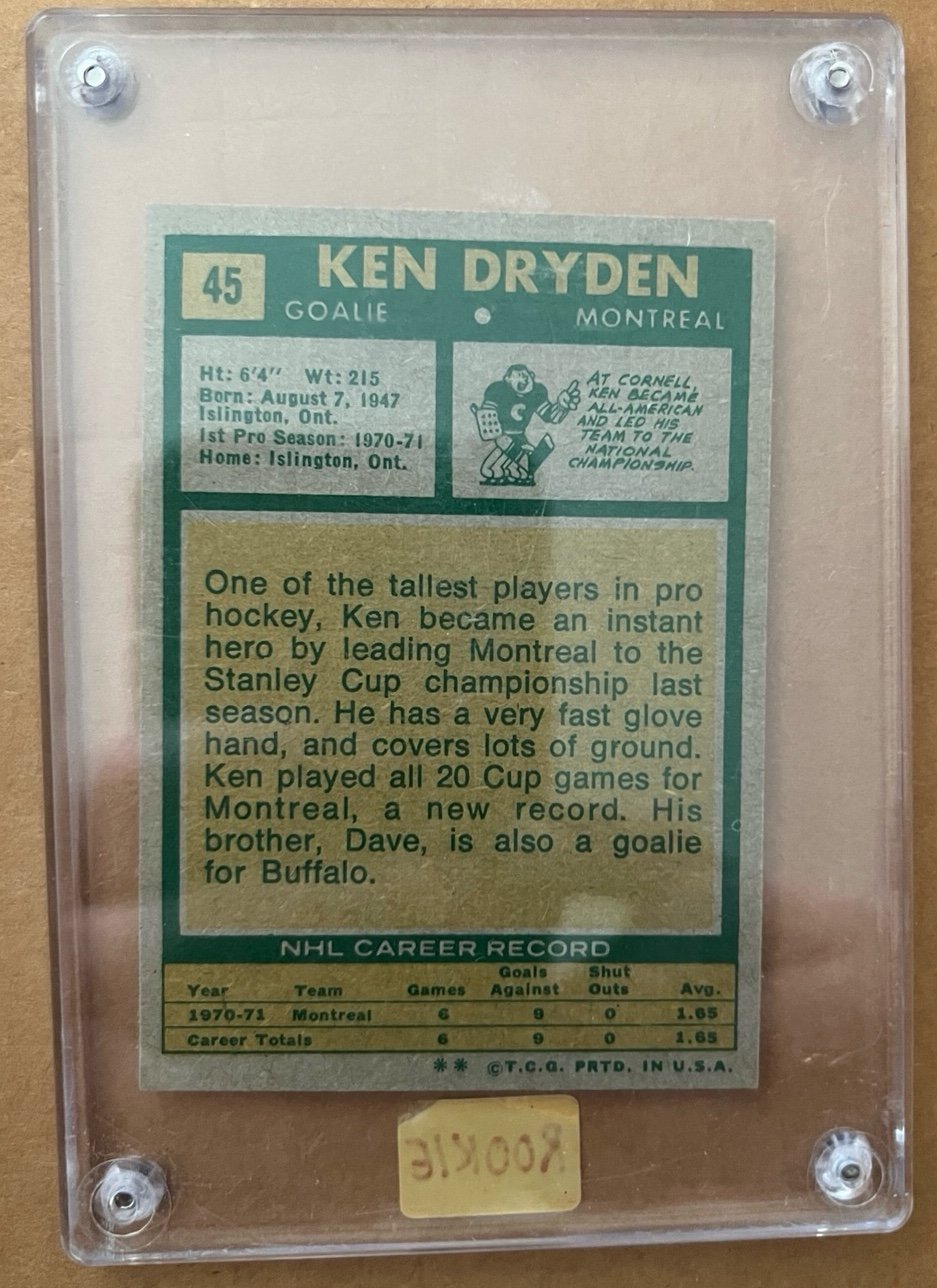 45
KEN DRYDEN
GOALIE • MONTREAL
Ht: 6'4" Wt: 215
Born: August 7, 1947
Islington, Ont.
1st Pro Season: 1970-71
Home: Islington, Ont.
C
AT CORNELL,
KEN BECAME
ALL-AMERICAN
AND LED HIS
TEAM TO THE
NATIONAL
CHAMPIONSHIP.
One of the tallest players in pro
hockey, Ken became an instant
hero by leading Montreal to the
Stanley Cup championship last
season. He has a very fast glove
hand, and covers lots of ground.
Ken played all 20 Cup games for
Montreal, a new record. His
brother, Dave, is also a goalie
for Buffalo.
NHL CAREER RECORD
Year Team Games Goals Against Shut Outs Avg.
1970-71 Montreal 6 9 0 1.65
Career Totals 6 9 0 1.65
** ©T.C.G. PRTD. IN U.S.A.
ROOKIE